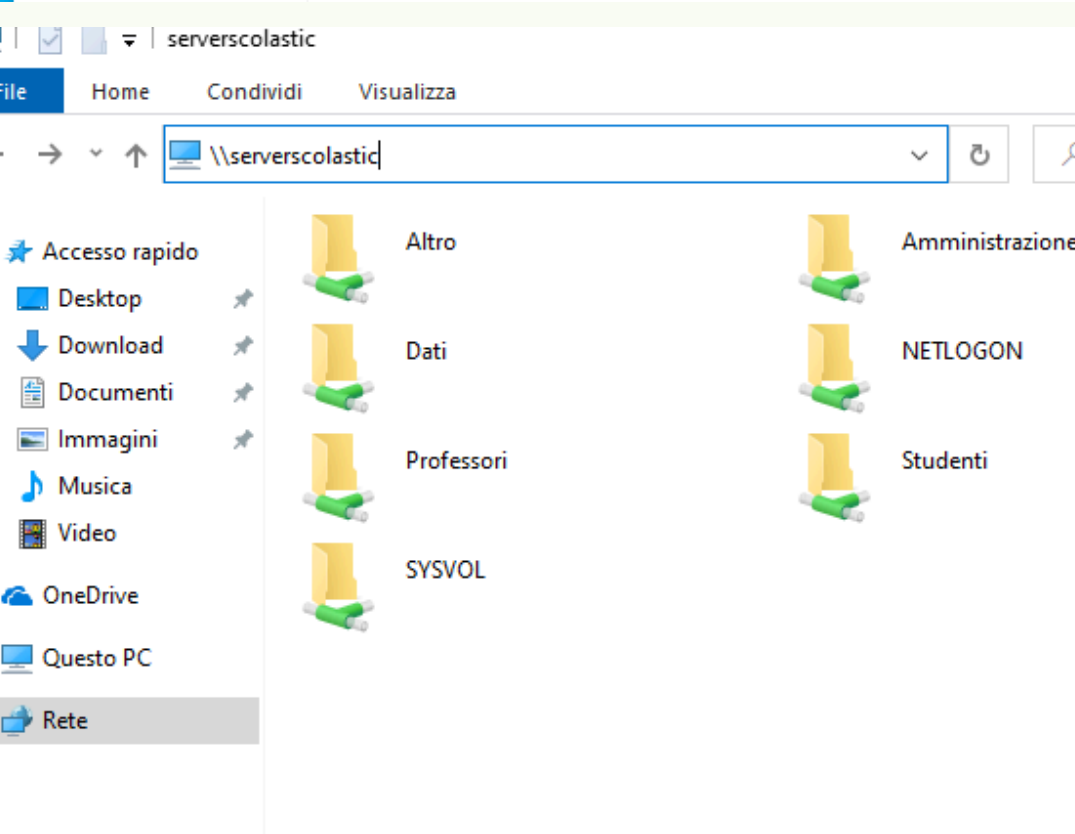 serverscolastic
File Home Condividi Visualizza
\\serverscolastic
Accesso rapido
Desktop
Download
Documenti
Immagini
Musica
Video
OneDrive
Questo PC
Rete
Altro Amministrazione
Dati NETLOGON
Professori Studenti
SYSVOL